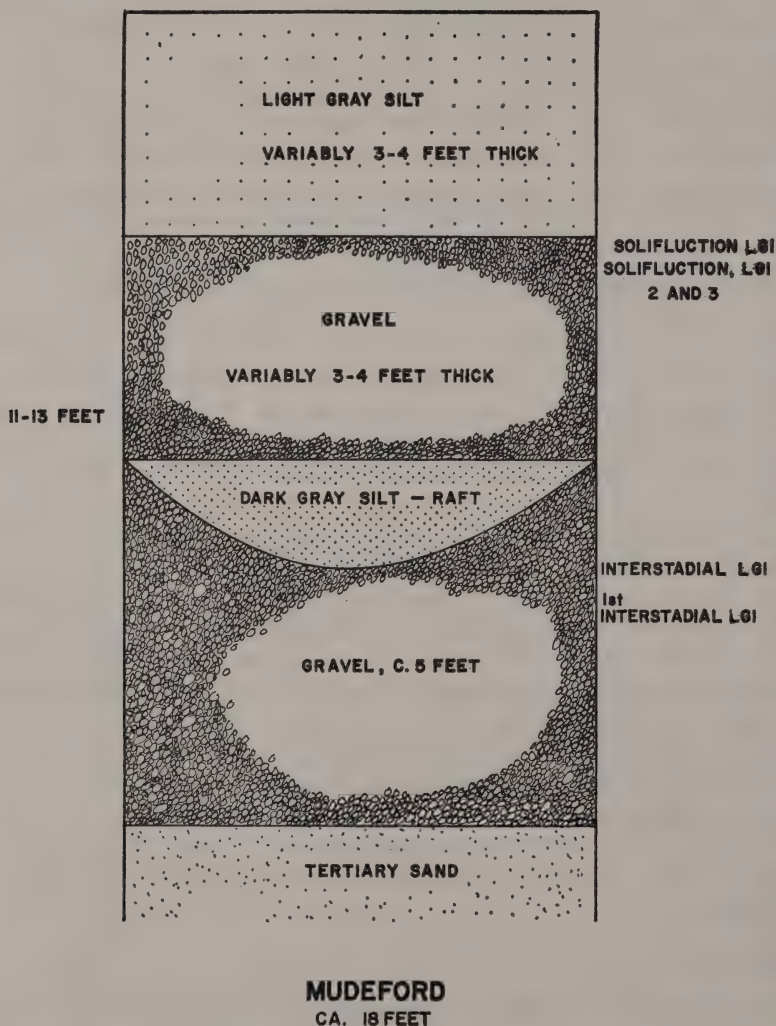 LIGHT GRAY SILT
VARIABLY 3-4 FEET THICK
SOLIFLUCTION LGI
SOLIFLUCTION, LGI
2 AND 3
GRAVEL
VARIABLY 3-4 FEET THICK
11-13 FEET
DARK GRAY SILT — RAFT
INTERSTADIAL LGI
1st
INTERSTADIAL LGI
GRAVEL, C. 5 FEET
TERTIARY SAND
MUDEFORD
CA. 18 FEET